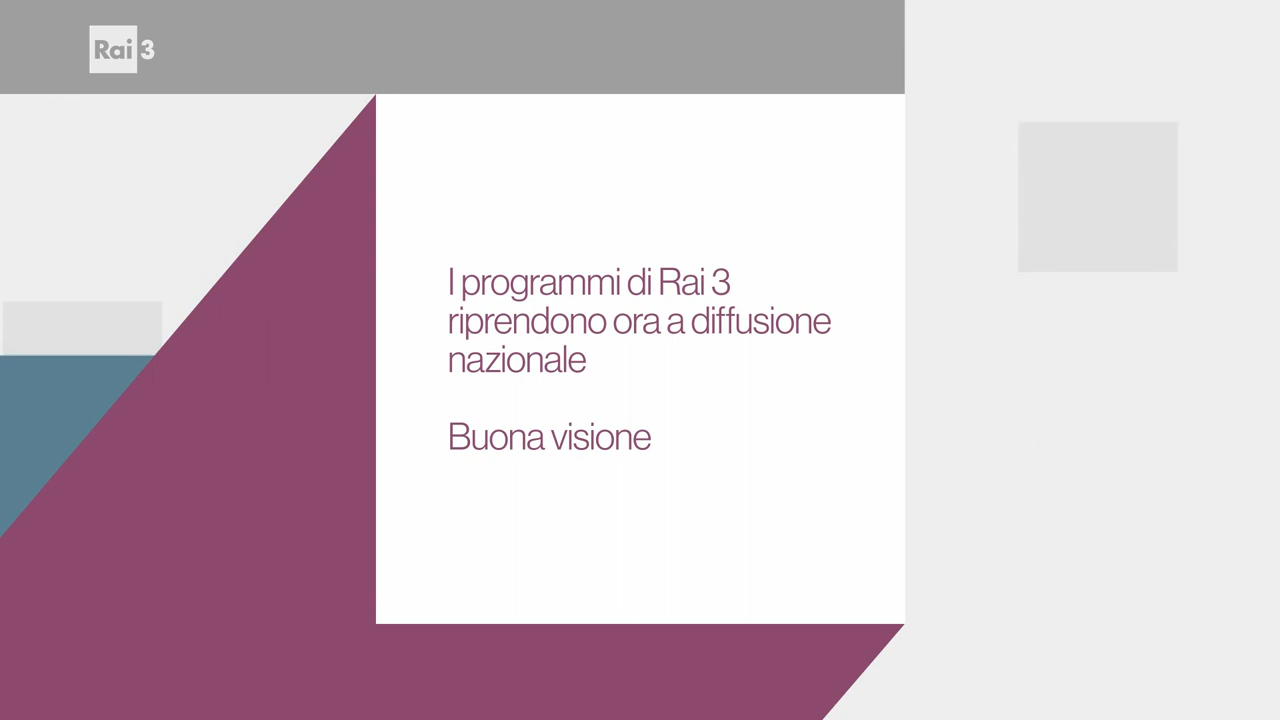 Rai 3
I programmi di Rai 3
riprendono ora a diffusione
nazionale
Buona visione